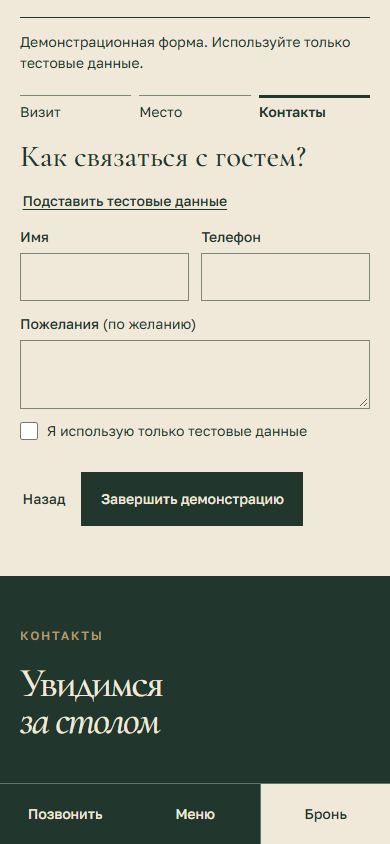 Демонстрационная форма. Используйте только
тестовые данные.
Визит
Место
Контакты
Как связаться с гостем?
Подставить тестовые данные
Имя
Телефон
Пожелания (по желанию)
Я использую только тестовые данные
Назад
Завершить демонстрацию
КОНТАКТЫ
Увидимся
за столом
Позвонить
Меню
Бронь